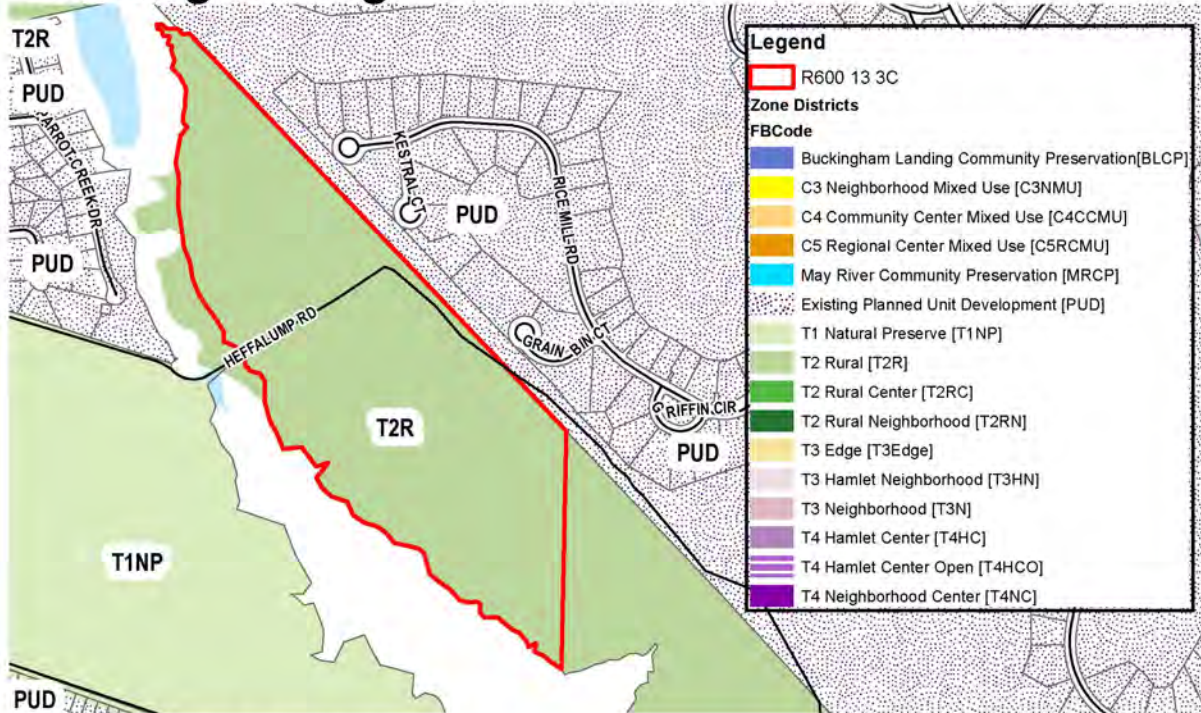 T2R
PUD
PARROT-CREEK-DR
PUD
HEFFALUMP RD
KESTRAL-CT
RICE MILL-RD
PUD
GRAIN - BIN-CT
GRIFFIN CIR
PUD
T2R
T1NP
PUD
Legend
R600 13 3C
Zone Districts
FBCode
Buckingham Landing Community Preservation[BLCP]
C3 Neighborhood Mixed Use [C3NMU]
C4 Community Center Mixed Use [C4CCMU]
C5 Regional Center Mixed Use [C5RCMU]
May River Community Preservation [MRCP]
Existing Planned Unit Development [PUD]
T1 Natural Preserve [T1NP]
T2 Rural [T2R]
T2 Rural Center [T2RC]
T2 Rural Neighborhood [T2RN]
T3 Edge [T3Edge]
T3 Hamlet Neighborhood [T3HN]
T3 Neighborhood [T3N]
T4 Hamlet Center [T4HC]
T4 Hamlet Center Open [T4HCO]
T4 Neighborhood Center [T4NC]